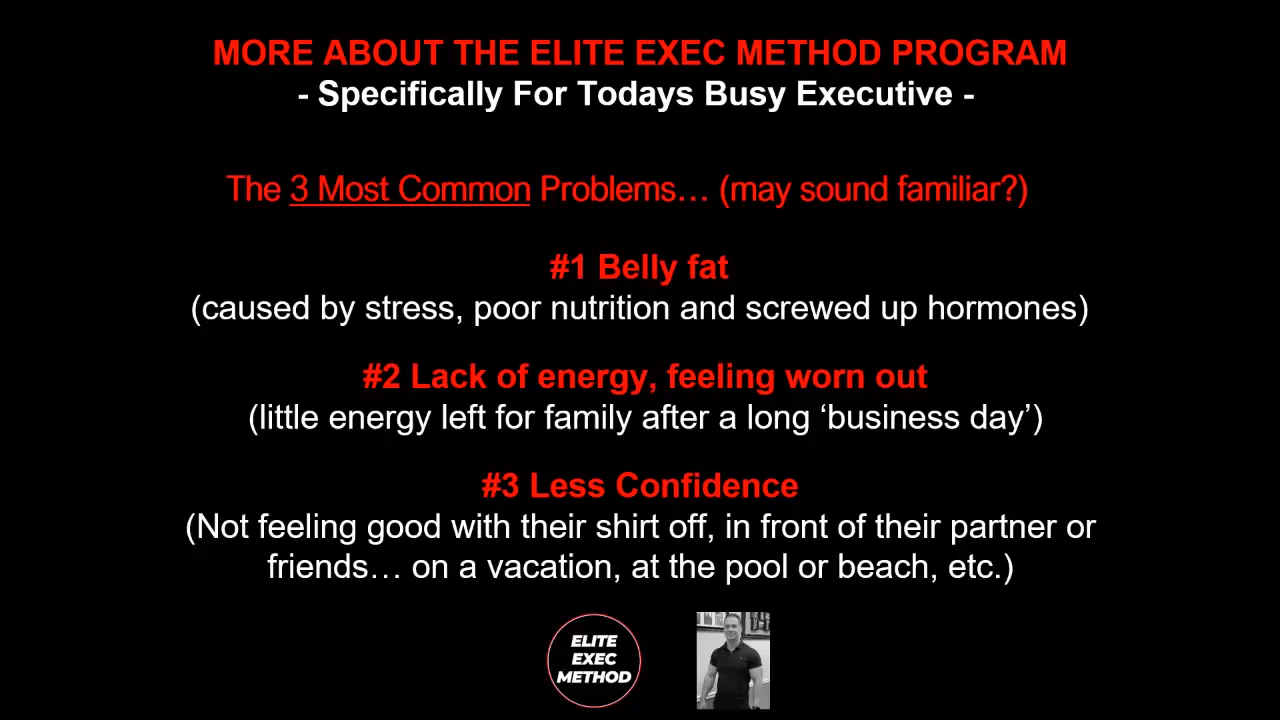 MORE ABOUT THE ELITE EXEC METHOD PROGRAM
- Specifically For Todays Busy Executive -
The 3 Most Common Problems… (may sound familiar?)
#1 Belly fat
(caused by stress, poor nutrition and screwed up hormones)
#2 Lack of energy, feeling worn out
(little energy left for family after a long ‘business day’)
#3 Less Confidence
(Not feeling good with their shirt off, in front of their partner or
friends… on a vacation, at the pool or beach, etc.)
ELITE
EXEC
METHOD